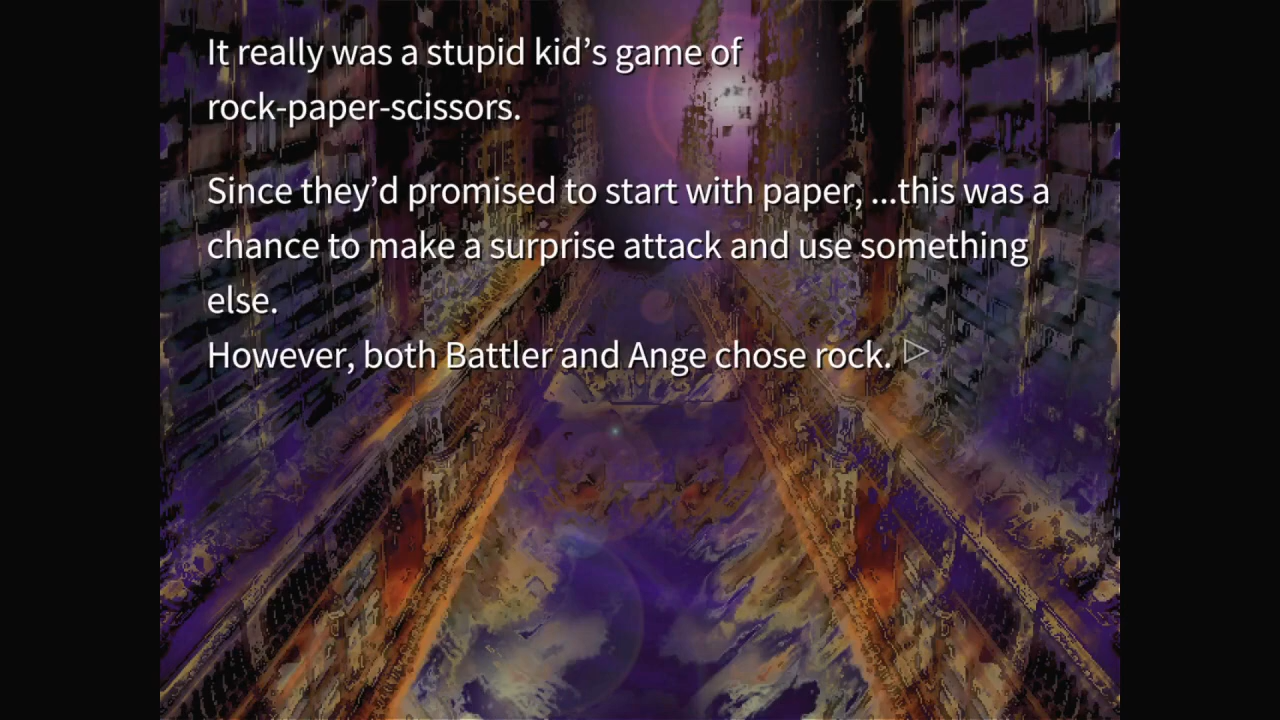 It really was a stupid kid’s game of
rock-paper-scissors.
Since they’d promised to start with paper, ...this was a
chance to make a surprise attack and use something
else.
However, both Battler and Ange chose rock.